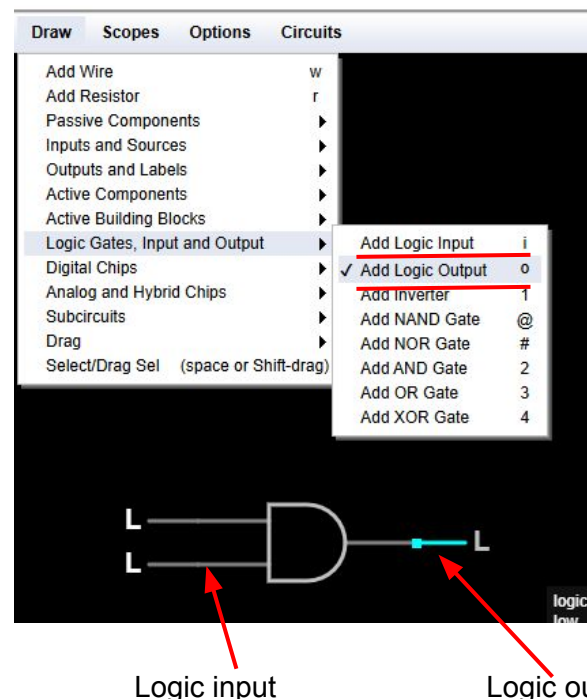 Draw Scopes Options Circuits
Add Wire w
Add Resistor r
Passive Components
Inputs and Sources
Outputs and Labels
Active Components
Active Building Blocks
Logic Gates, Input and Output
Digital Chips
Analog and Hybrid Chips
Subcircuits
Drag
Select/Drag Sel (space or Shift-drag)
Add Logic Input i
✓ Add Logic Output o
Add Inverter 1
Add NAND Gate @
Add NOR Gate #
Add AND Gate 2
Add OR Gate 3
Add XOR Gate 4
L
L
L
logic
low
Logic input Logic ou